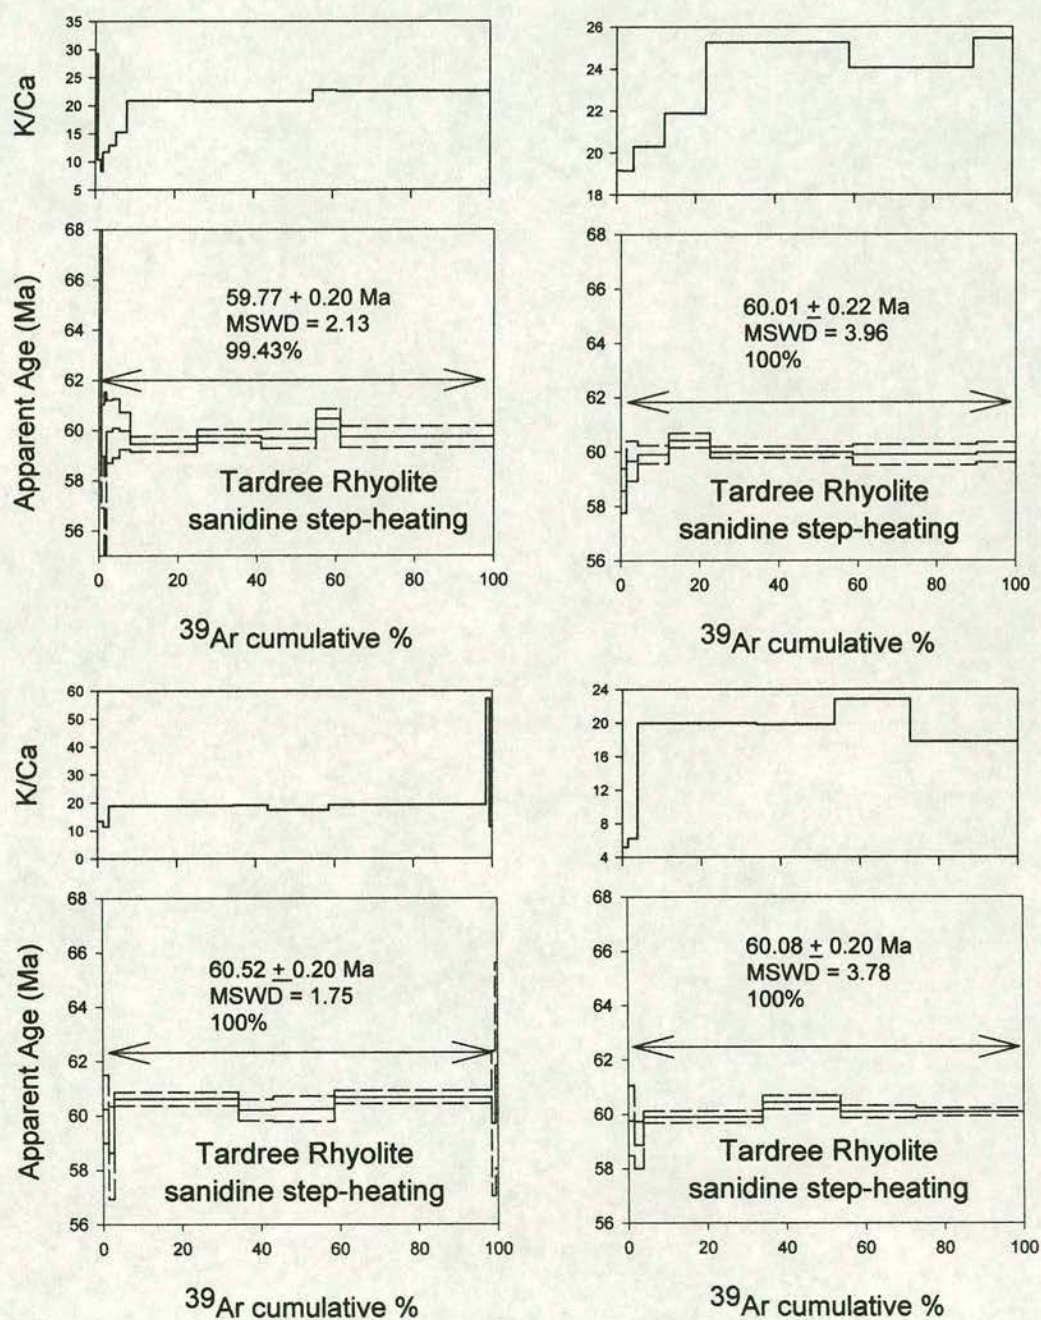 K/Ca
35
30
25
20
15
10
5
26
24
22
20
18
Apparent Age (Ma)
68
66
64
62
60
58
56
59.77 + 0.20 Ma
MSWD = 2.13
99.43%
Tardree Rhyolite
sanidine step-heating
0 20 40 60 80 100
39Ar cumulative %
68
66
64
62
60
58
56
60.01 ± 0.22 Ma
MSWD = 3.96
100%
Tardree Rhyolite
sanidine step-heating
0 20 40 60 80 100
39Ar cumulative %
K/Ca
60
50
40
30
20
10
0
24
20
16
12
8
4
Apparent Age (Ma)
68
66
64
62
60
58
56
60.52 ± 0.20 Ma
MSWD = 1.75
100%
Tardree Rhyolite
sanidine step-heating
0 20 40 60 80 100
39Ar cumulative %
68
66
64
62
60
58
56
60.08 ± 0.20 Ma
MSWD = 3.78
100%
Tardree Rhyolite
sanidine step-heating
0 20 40 60 80 100
39Ar cumulative %